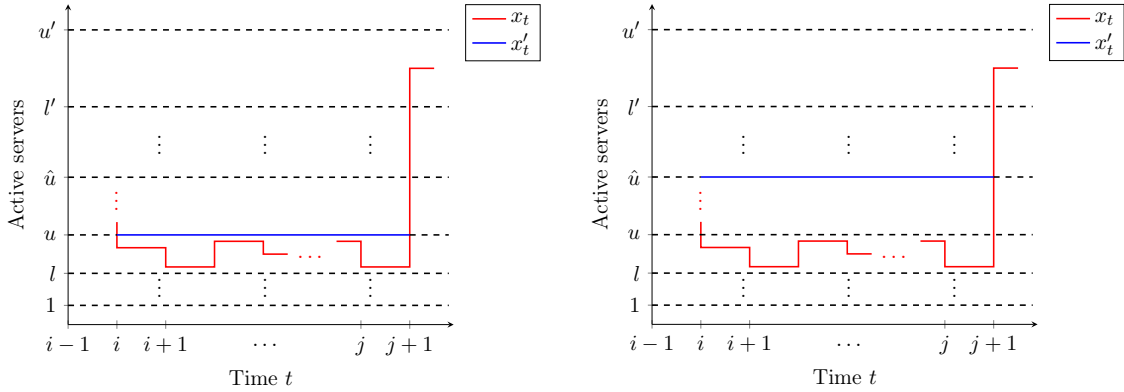 u′
l′
û
u
l
1
Active servers
i − 1 i i + 1 ⋯ j j + 1
Time t
x_t
x′_t
u′
l′
û
u
l
1
Active servers
i − 1 i i + 1 ⋯ j j + 1
Time t
x_t
x′_t